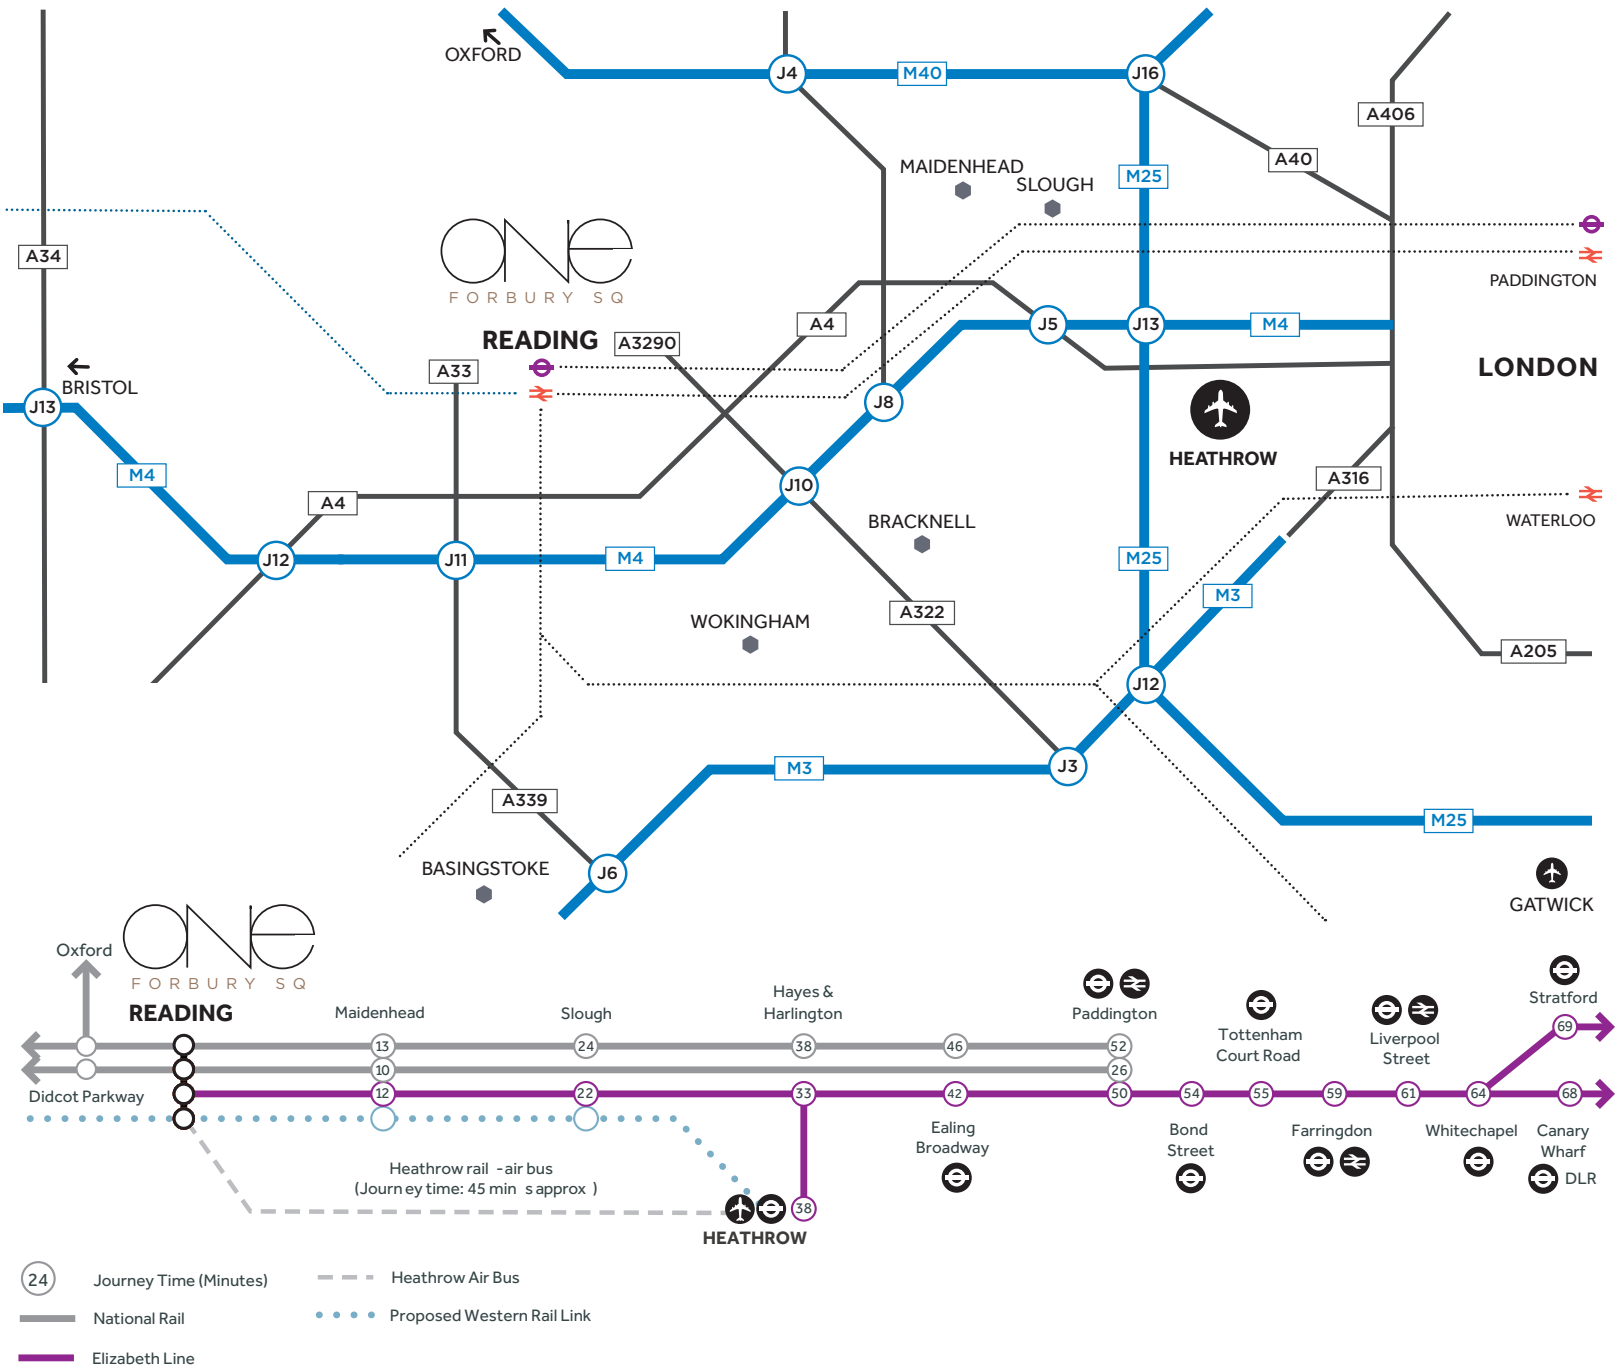 OXFORD
J4
M40
J16
A406
A40
MAIDENHEAD
SLOUGH
M25
A34
ONE
FORBURY SQ
READING
PADDINGTON
A3290
A4
J5
J13
M4
A33
LONDON
BRISTOL
J13
J8
HEATHROW
M4
A4
J10
A316
BRACKNELL
WATERLOO
J12
J11
M4
M25
M3
A322
WOKINGHAM
A205
J12
M3
J3
A339
M25
BASINGSTOKE
J6
GATWICK
ONE
FORBURY SQ
READING
Oxford
Maidenhead
Slough
Hayes &
Harlington
Paddington
Tottenham
Court Road
Liverpool
Street
Stratford
69
13
24
38
46
52
10
26
Didcot Parkway
12
22
33
42
50
54
55
59
61
64
68
Ealing
Broadway
Bond
Street
Farringdon
Whitechapel
Canary
Wharf
DLR
Heathrow rail -air bus
(Journ ey time: 45 min s approx )
38
HEATHROW
24
Journey Time (Minutes)
Heathrow Air Bus
National Rail
Proposed Western Rail Link
Elizabeth Line